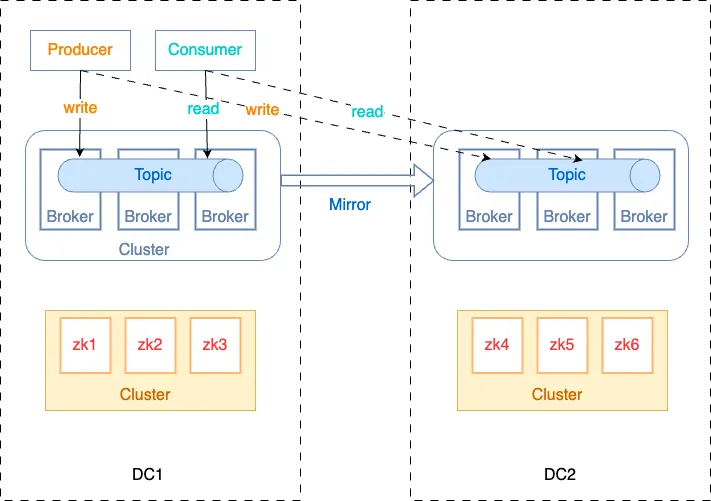 Producer
Consumer
write
read
write
read
Topic
Topic
Broker
Broker
Broker
Broker
Broker
Broker
Mirror
Cluster
zk1
zk2
zk3
zk4
zk5
zk6
Cluster
Cluster
DC1
DC2